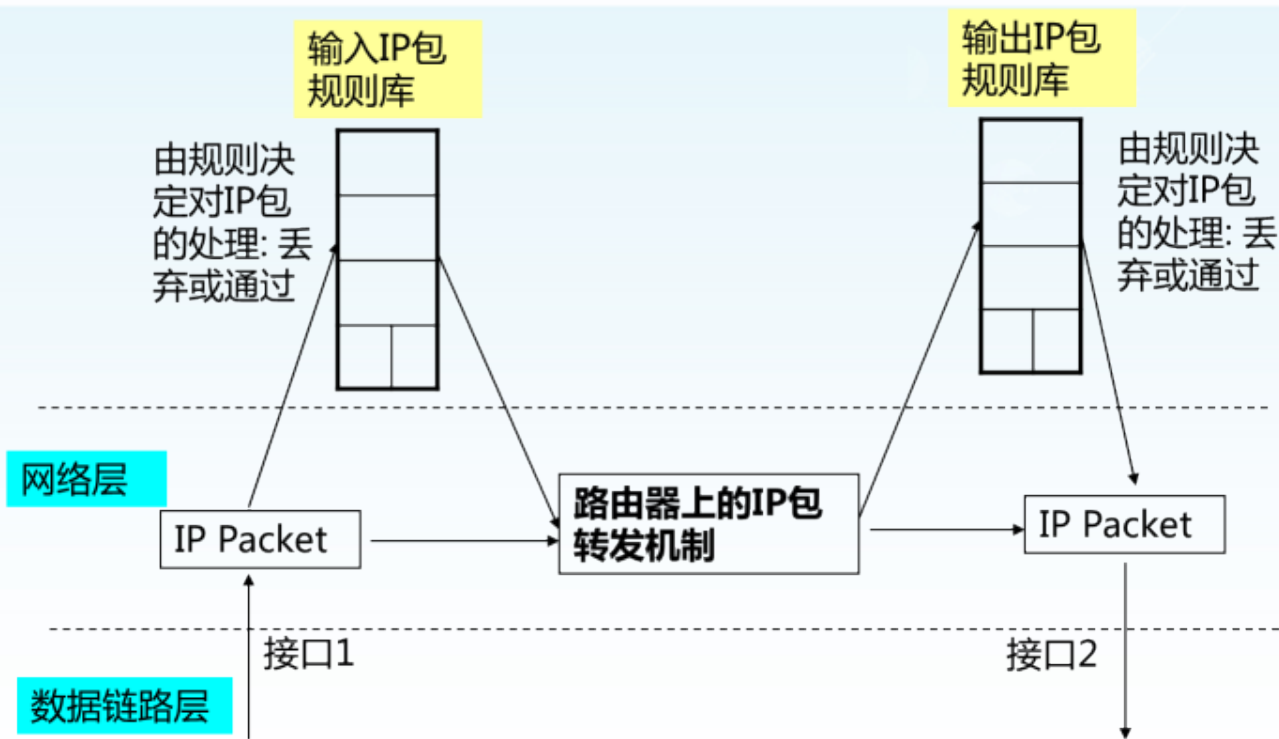 输入IP包
规则库
输出IP包
规则库
由规则决
定对IP包
的处理: 丢
弃或通过
由规则决
定对IP包
的处理: 丢
弃或通过
网络层
IP Packet
路由器上的IP包
转发机制
IP Packet
接口1
接口2
数据链路层